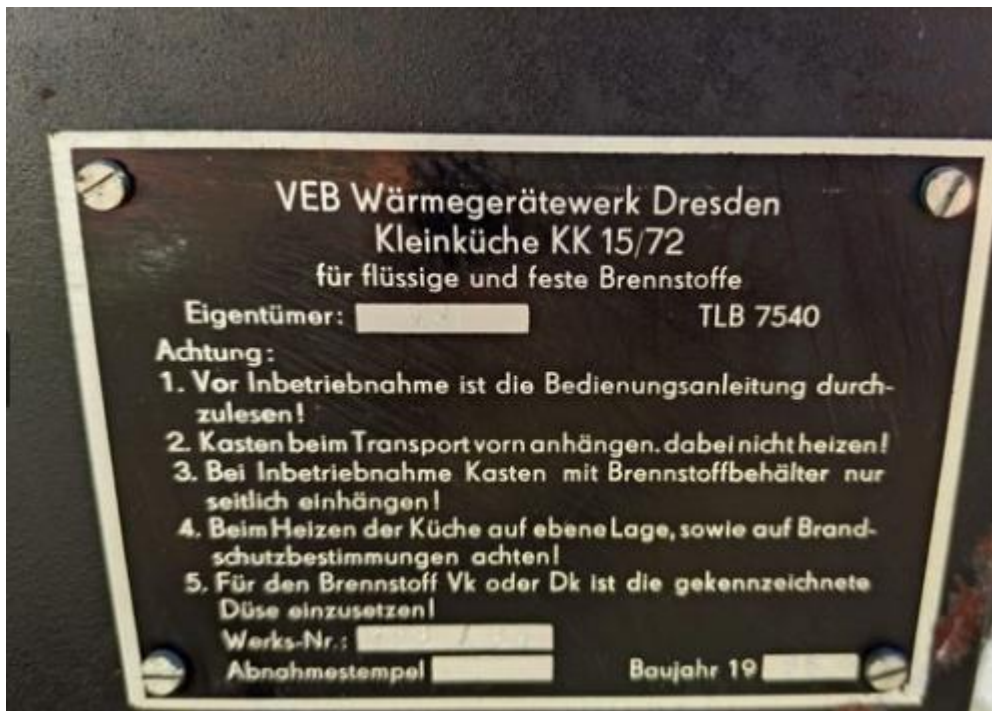 VEB Wärmegerätewerk Dresden
Kleinküche KK 15/72
für flüssige und feste Brennstoffe
Eigentümer: TLB 7540
Achtung:
1. Vor Inbetriebnahme ist die Bedienungsanleitung durch-
zulesen!
2. Kasten beim Transport vorn anhängen. dabei nicht heizen!
3. Bei Inbetriebnahme Kasten mit Brennstoffbehälter nur
seitlich einhängen!
4. Beim Heizen der Küche auf ebene Lage, sowie auf Brand-
schutzbestimmungen achten!
5. Für den Brennstoff Vk oder Dk ist die gekennzeichnete
Düse einzusetzen!
Werks-Nr.:
Abnahmestempel Baujahr 19